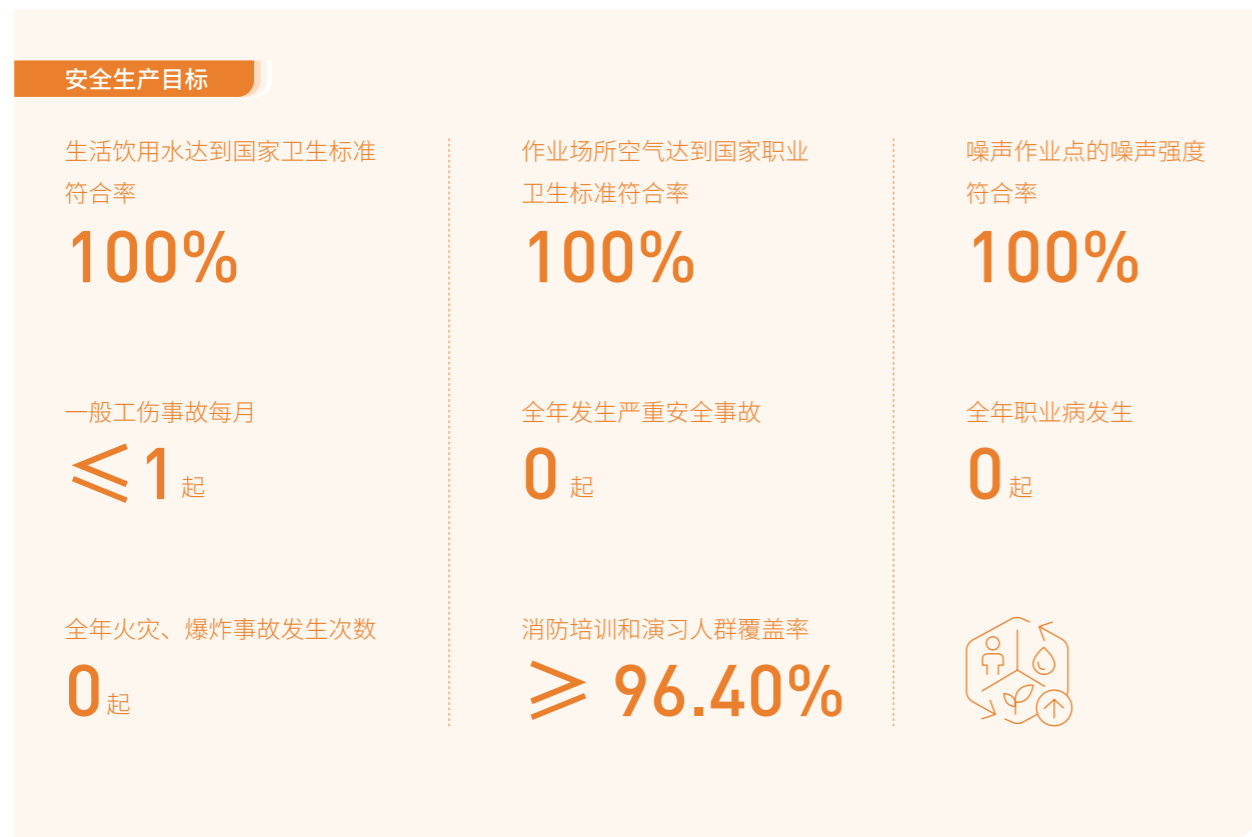 安全生产目标
生活饮用水达到国家卫生标准
符合率
100%
作业场所空气达到国家职业
卫生标准符合率
100%
噪声作业点的噪声强度
符合率
100%
一般工伤事故每月
≤1 起
全年发生严重安全事故
0 起
全年职业病发生
0 起
全年火灾、爆炸事故发生次数
0 起
消防培训和演习人群覆盖率
≥ 96.40%